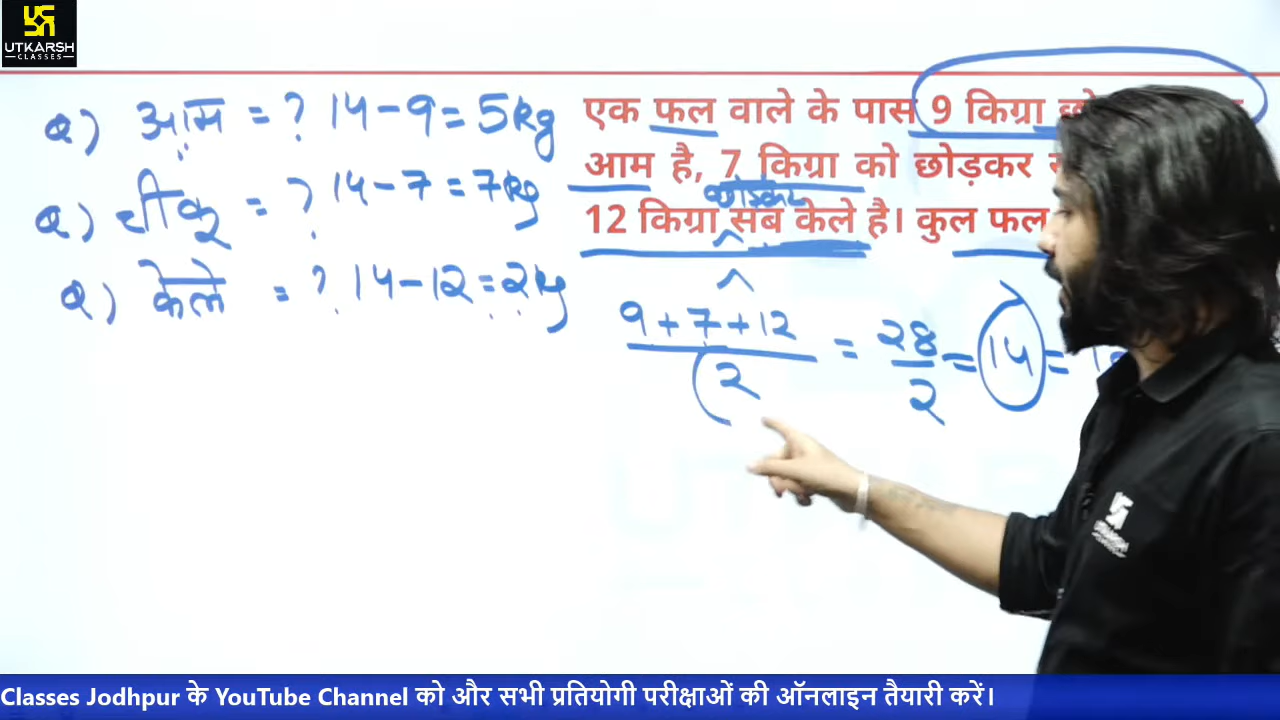 UTKARSH
CLASSES
एक फल वाले के पास 9 किग्रा
आम है, 7 किग्रा को छोड़कर
छोड़कर
12 किग्रा सब केले है। कुल फल
Q) आम = ? 14-9=5kg
Q) चीकू = ? 14-7=7kg
Q) केले = ? 14-12=2kg
9+7+12
2
= 28/2 = 14 =
UTKARSH
Classes Jodhpur के YouTube Channel को और सभी प्रतियोगी परीक्षाओं की ऑनलाइन तैयारी करें।